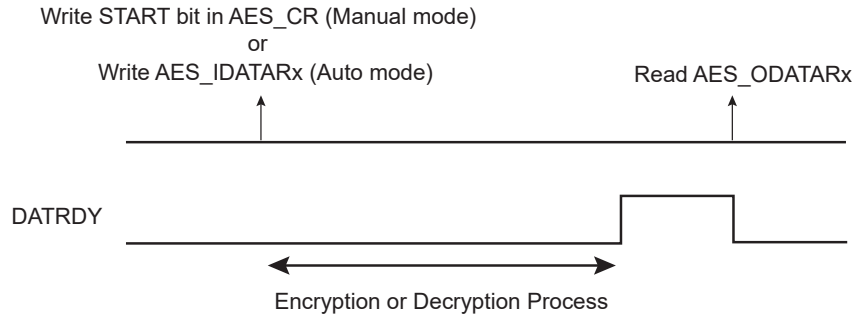 Write START bit in AES_CR (Manual mode)
or
Write AES_IDATARx (Auto mode)
Read AES_ODATARx
DATRDY
Encryption or Decryption Process